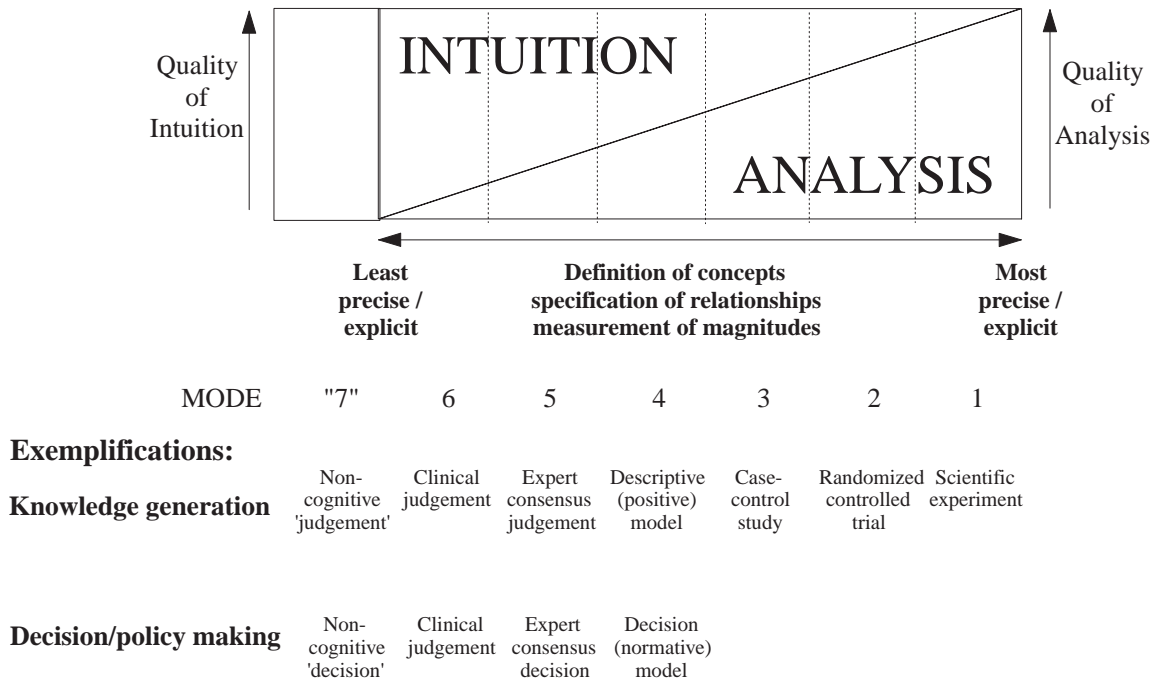 Quality
of
Intuition
INTUITION
ANALYSIS
Quality
of
Analysis
Least
precise /
explicit
Definition of concepts
specification of relationships
measurement of magnitudes
Most
precise /
explicit
MODE "7" 6 5 4 3 2 1
Exemplifications:
Knowledge generation
Non-
cognitive
'judgement'
Clinical
judgement
Expert
consensus
judgement
Descriptive
(positive)
model
Case-
control
study
Randomized
controlled
trial
Scientific
experiment
Decision/policy making
Non-
cognitive
'decision'
Clinical
judgement
Expert
consensus
decision
Decision
(normative)
model